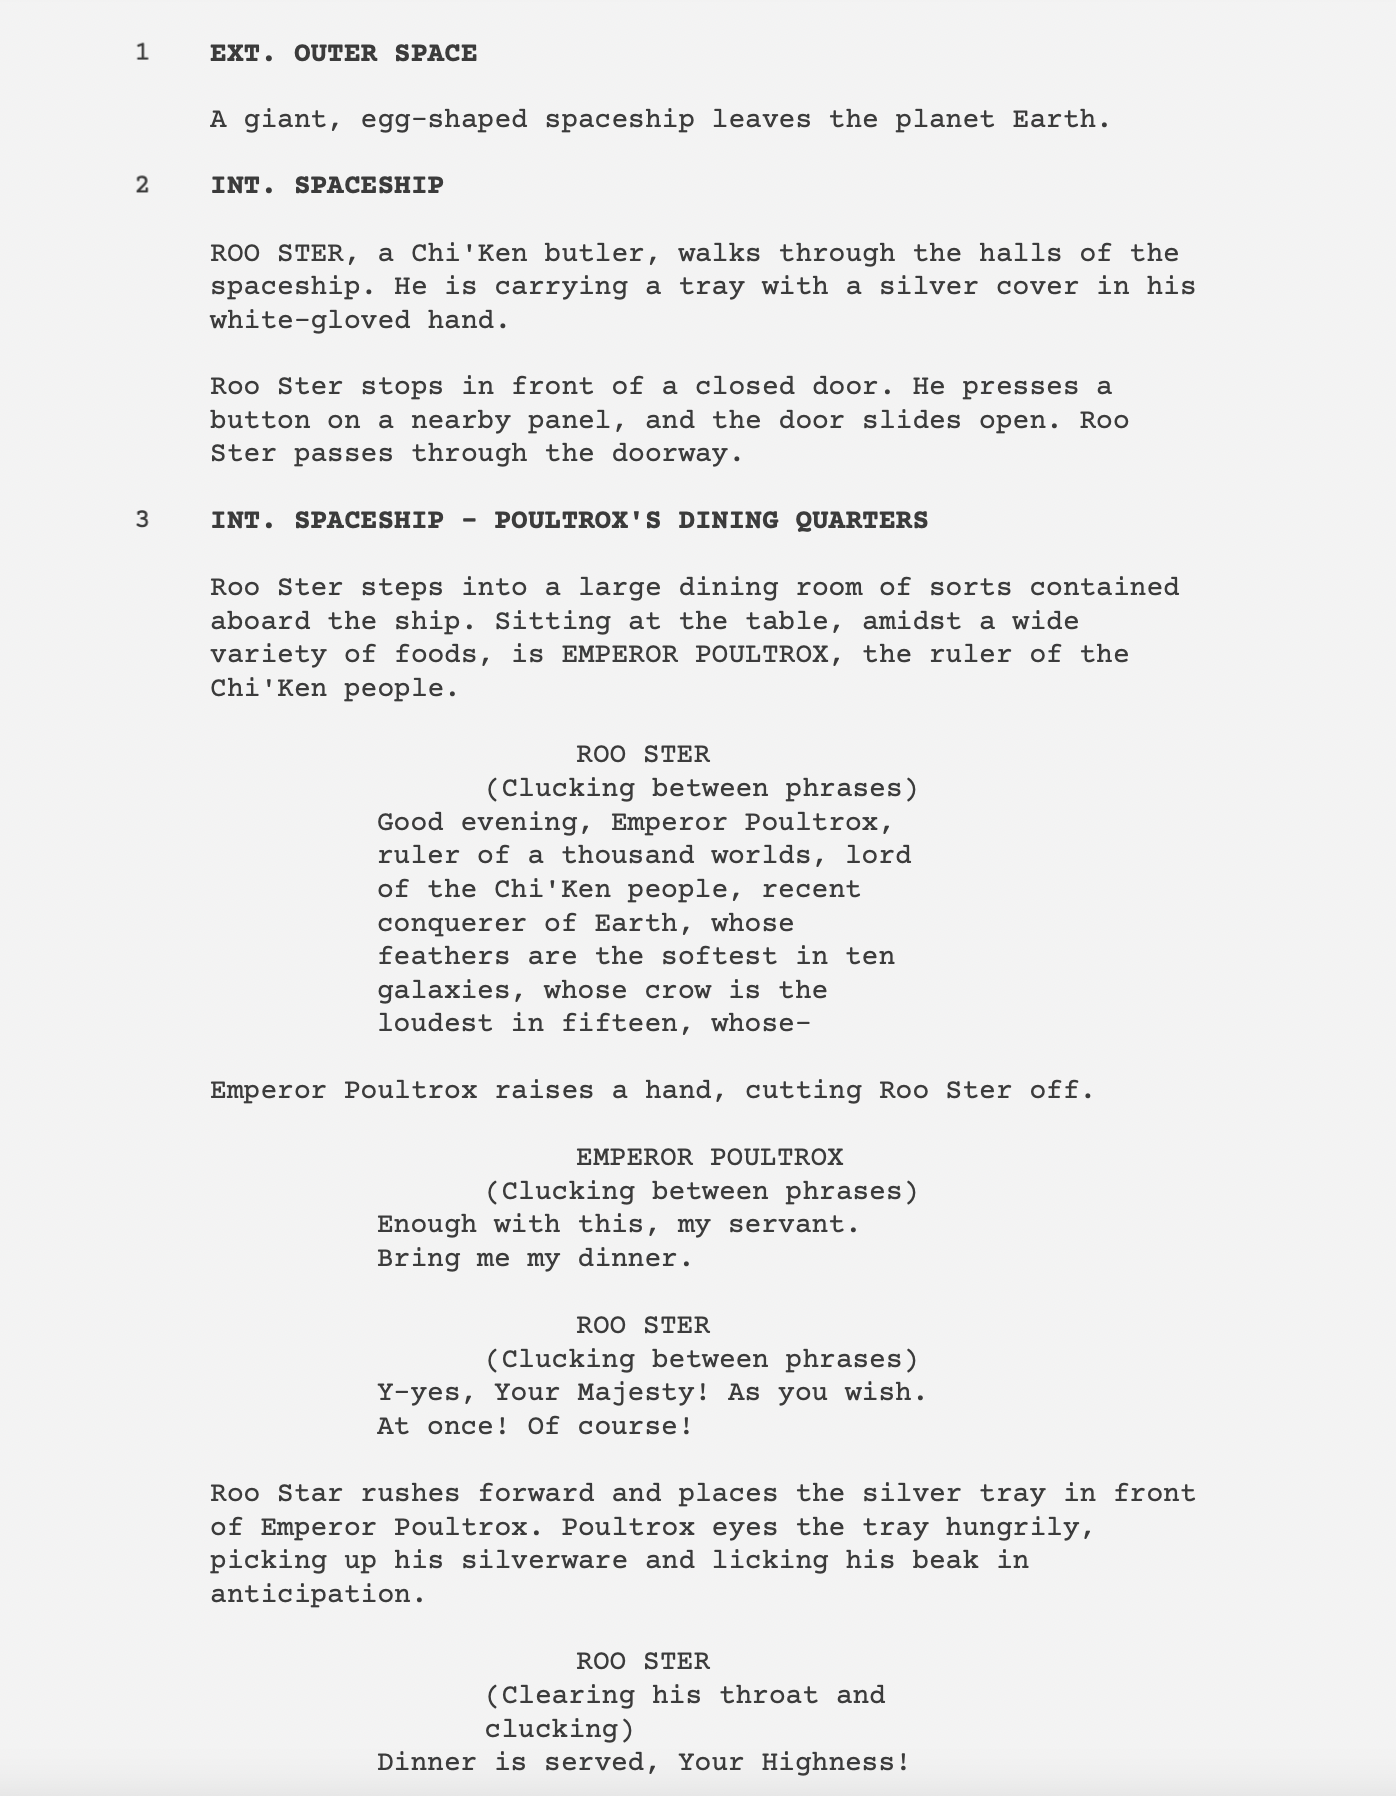 1 EXT. OUTER SPACE
A giant, egg-shaped spaceship leaves the planet Earth.
2 INT. SPACESHIP
ROO STER, a Chi'Ken butler, walks through the halls of the
spaceship. He is carrying a tray with a silver cover in his
white-gloved hand.
Roo Ster stops in front of a closed door. He presses a
button on a nearby panel, and the door slides open. Roo
Ster passes through the doorway.
3 INT. SPACESHIP - POULTROX'S DINING QUARTERS
Roo Ster steps into a large dining room of sorts contained
aboard the ship. Sitting at the table, amidst a wide
variety of foods, is EMPEROR POULTROX, the ruler of the
Chi'Ken people.
ROO STER
(Clucking between phrases)
Good evening, Emperor Poultrox,
ruler of a thousand worlds, lord
of the Chi'Ken people, recent
conquerer of Earth, whose
feathers are the softest in ten
galaxies, whose crow is the
loudest in fifteen, whose-
Emperor Poultrox raises a hand, cutting Roo Ster off.
EMPEROR POULTROX
(Clucking between phrases)
Enough with this, my servant.
Bring me my dinner.
ROO STER
(Clucking between phrases)
Y-yes, Your Majesty! As you wish.
At once! Of course!
Roo Star rushes forward and places the silver tray in front
of Emperor Poultrox. Poultrox eyes the tray hungrily,
picking up his silverware and licking his beak in
anticipation.
ROO STER
(Clearing his throat and
clucking)
Dinner is served, Your Highness!